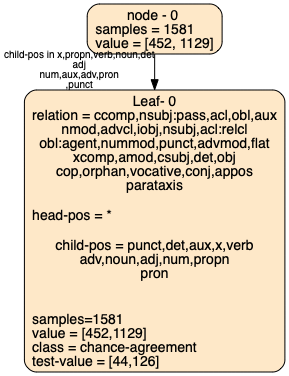 node - 0
samples = 1581
value = [452, 1129]
child-pos in x,propn,verb,noun,det
adj
num,aux,adv,pron
,punct
Leaf- 0
relation = ccomp,nsubj:pass,acl,obl,aux
nmod,advcl,iobj,nsubj,acl:relcl
obl:agent,nummod,punct,advmod,flat
xcomp,amod,csubj,det,obj
cop,orphan,vocative,conj,appos
parataxis
head-pos = *
child-pos = punct,det,aux,x,verb
adv,noun,adj,num,propn
pron
samples=1581
value = [452,1129]
class = chance-agreement
test-value = [44,126]